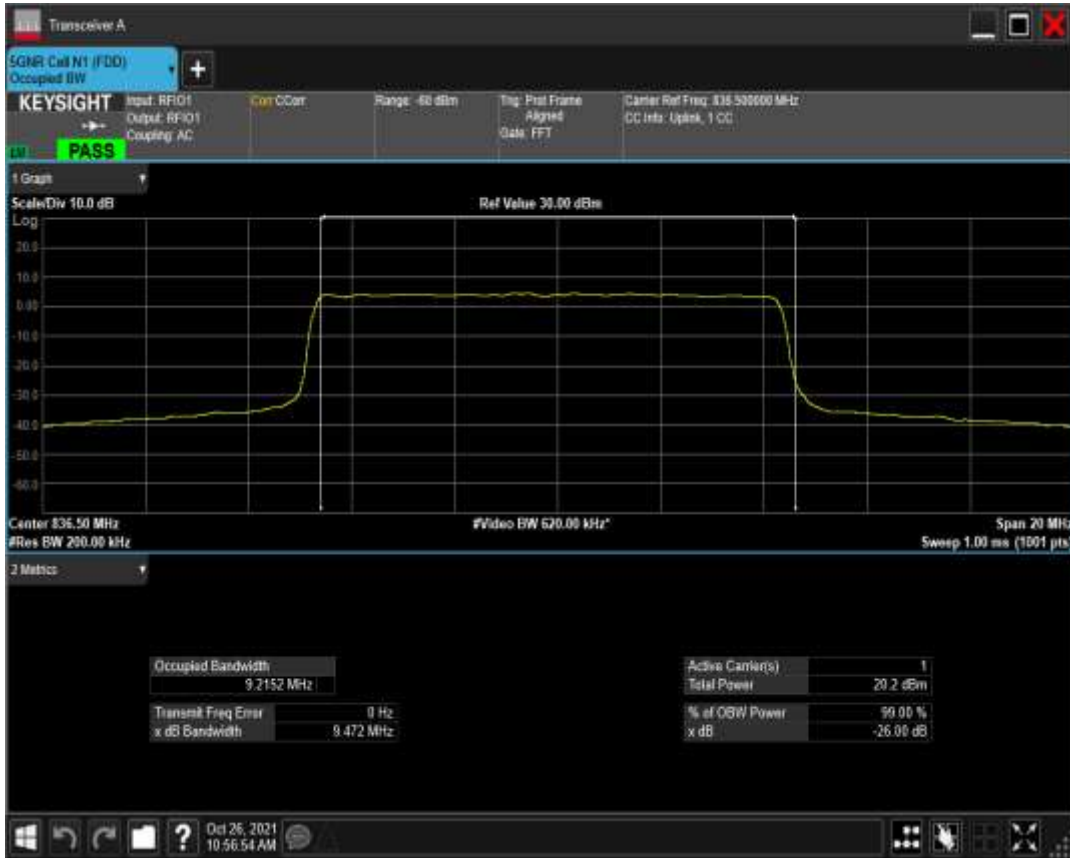 Transceiver A
5GNR Cell N1 (FDD)
Occupied BW
+
KEYSIGHT
Input: RFIO1
Output: RFIO1
Coupling: AC
Corr CCorr
Range: -60 dBm
Trig: Prot Frame
Aligned
Gate: FFT
Carrier Ref Freq: 836.500000 MHz
CC Info: Uplink, 1 CC
PASS
1 Graph
Scale/Div 10.0 dB
Ref Value 30.00 dBm
Log
20.0
10.0
0.00
-10.0
-20.0
-30.0
-40.0
-50.0
-60.0
Center 836.50 MHz
#Video BW 620.00 kHz*
Span 20 MHz
#Res BW 200.00 kHz
Sweep 1.00 ms (1001 pts)
2 Metrics
Occupied Bandwidth
9.2152 MHz
Transmit Freq Error 0 Hz
x dB Bandwidth 9.472 MHz
Active Carrier(s) 1
Total Power 20.2 dBm
% of OBW Power 99.00 %
x dB -26.00 dB
?
Oct 26, 2021
10:56:54 AM